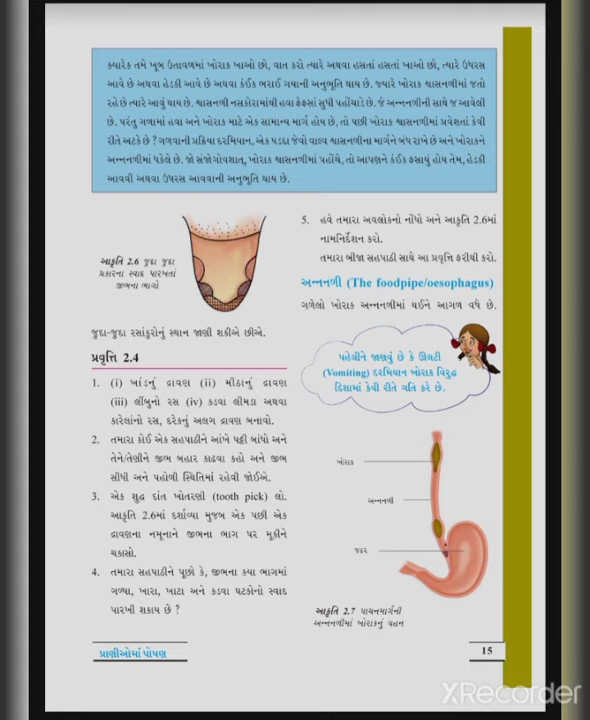 ક્યારેક તમે ખૂબ ઉતાવળમાં ખોરાક ખાઓ છો, વાત કરો ત્યારે અથવા હસતાં હસતાં ખાઓ છો, ત્યારે ઉધરસ
આવે છે અથવા હેડકી આવે છે અથવા કંઈક ભરાઈ ગયાની અનુભૂતિ થાય છે. જ્યારે ખોરાક શ્વાસનળીમાં જતો
રહે છે ત્યારે આવું થાય છે. શ્વાસનળી નસકોરામાંથી હવા ફેફસાં સુધી પહોંચાડે છે. જે અન્નનળીની સાથે જ આવેલી
છે. પરંતુ ગળામાં હવા અને ખોરાક માટે એક સામાન્ય માર્ગ હોય છે, તો પછી ખોરાક શ્વાસનળીમાં પ્રવેશતાં કેવી
રીતે અટકે છે ? ગળવાની પ્રક્રિયા દરમિયાન, એક પડદા જેવો વાલ્વ શ્વાસનળીના માર્ગને બંધ રાખે છે અને ખોરાકને
અન્નનળીમાં ધકેલે છે. જો સંજોગોવશાત્, ખોરાક શ્વાસનળીમાં પહોંચે, તો આપણને કંઈક ફસાયું હોય તેમ, હેડકી
આવવી અથવા ઉધરસ આવવાની અનુભૂતિ થાય છે.
આકૃતિ 2.6 જુદા જુદા
પ્રકારના સ્વાદ પારખતાં
જીભના ભાગો
જુદા-જુદા રસાંકુરોનું સ્થાન જાણી શકીએ છીએ.
પ્રવૃત્તિ 2.4
1. (i) ખાંડનું દ્રાવણ (ii) મીઠાનું દ્રાવણ
(iii) લીંબુનો રસ (iv) કડવા લીમડા અથવા
કારેલાંનો રસ, દરેકનું અલગ દ્રાવણ બનાવો.
2. તમારા કોઈ એક સહપાઠીને આંખે પટ્ટી બાંધો અને
તેને/તેણીને જીભ બહાર કાઢવા કહો અને જીભ
સીધી અને પહોળી સ્થિતિમાં રહેવી જોઈએ.
3. એક શુદ્ધ દાંત ખોતરણી (tooth pick) લો.
આકૃતિ 2.6માં દર્શાવ્યા મુજબ એક પછી એક
દ્રાવણના નમૂનાને જીભના ભાગ પર મૂકીને
ચકાસો.
4. તમારા સહપાઠીને પૂછો કે, જીભના કયા ભાગમાં
ગળ્યા, ખારા, ખાટા અને કડવા ઘટકોનો સ્વાદ
પારખી શકાય છે ?
5. હવે તમારા અવલોકનો નોંધો અને આકૃતિ 2.6માં
નામનિર્દેશન કરો.
તમારા બીજા સહપાઠી સાથે આ પ્રવૃત્તિ ફરીથી કરો.
અન્નનળી (The foodpipe/oesophagus)
ગળેલો ખોરાક અન્નનળીમાં થઈને આગળ વધે છે.
પહેલીને જાણવું છે કે ઊલટી
(Vomiting) દરમિયાન ખોરાક વિરુદ્ધ
દિશામાં કેવી રીતે ગતિ કરે છે.
ખોરાક
અન્નનળી
જઠર
આકૃતિ 2.7 પાચનમાર્ગની
અન્નનળીમાં ખોરાકનું વહન
પ્રાણીઓમાં પોષણ
15
XRecorder